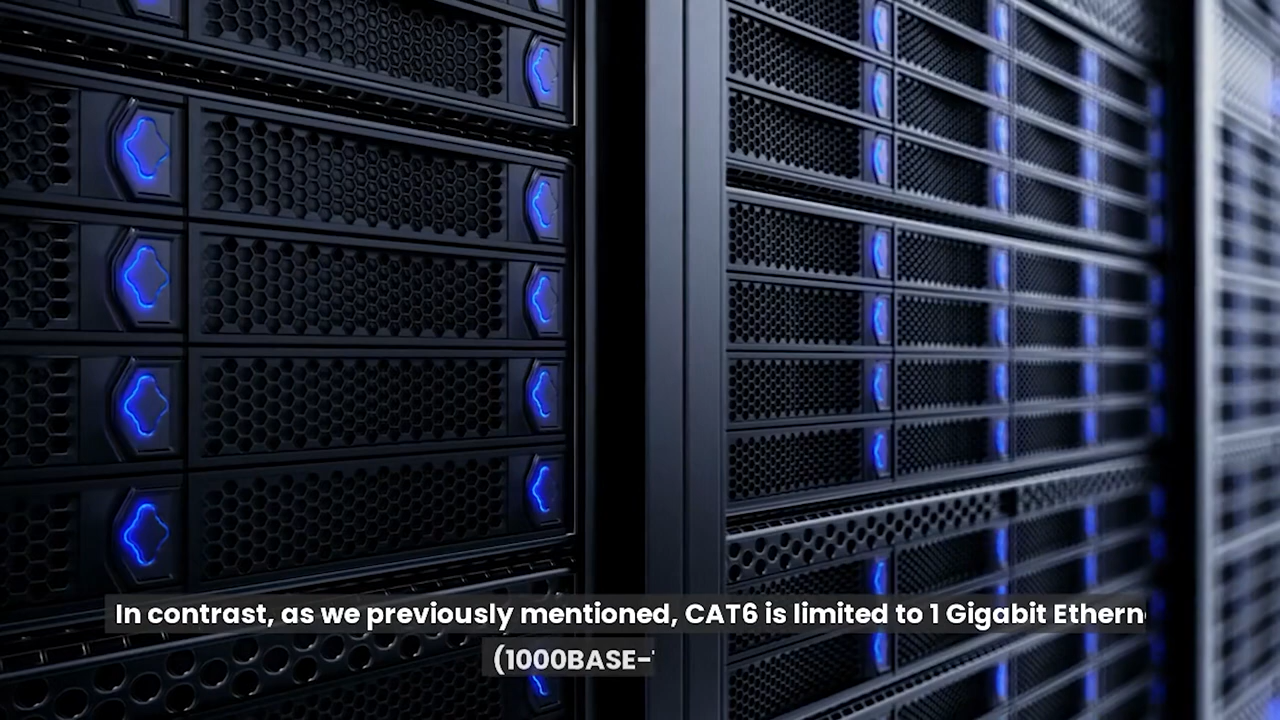 In contrast, as we previously mentioned, CAT6 is limited to 1 Gigabit Ethern
(1000BASE-